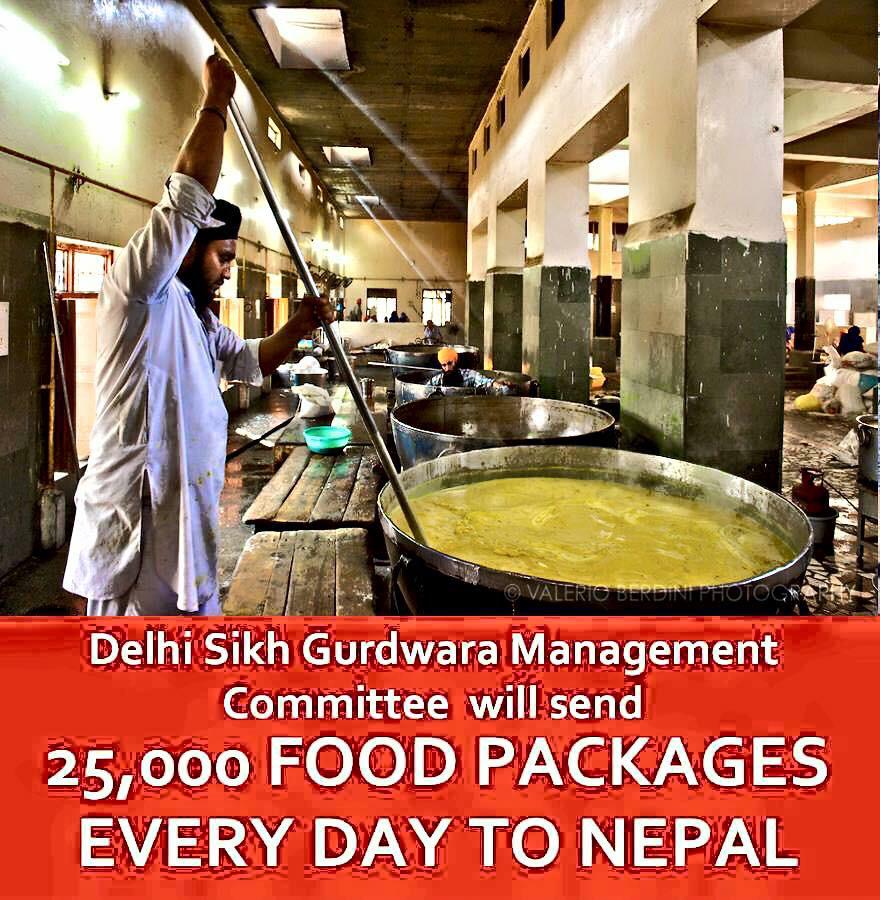 © VALERIO BERDINI PHOTOGRAPHY
Delhi Sikh Gurdwara Management
Committee will send
25,000 FOOD PACKAGES
EVERY DAY TO NEPAL